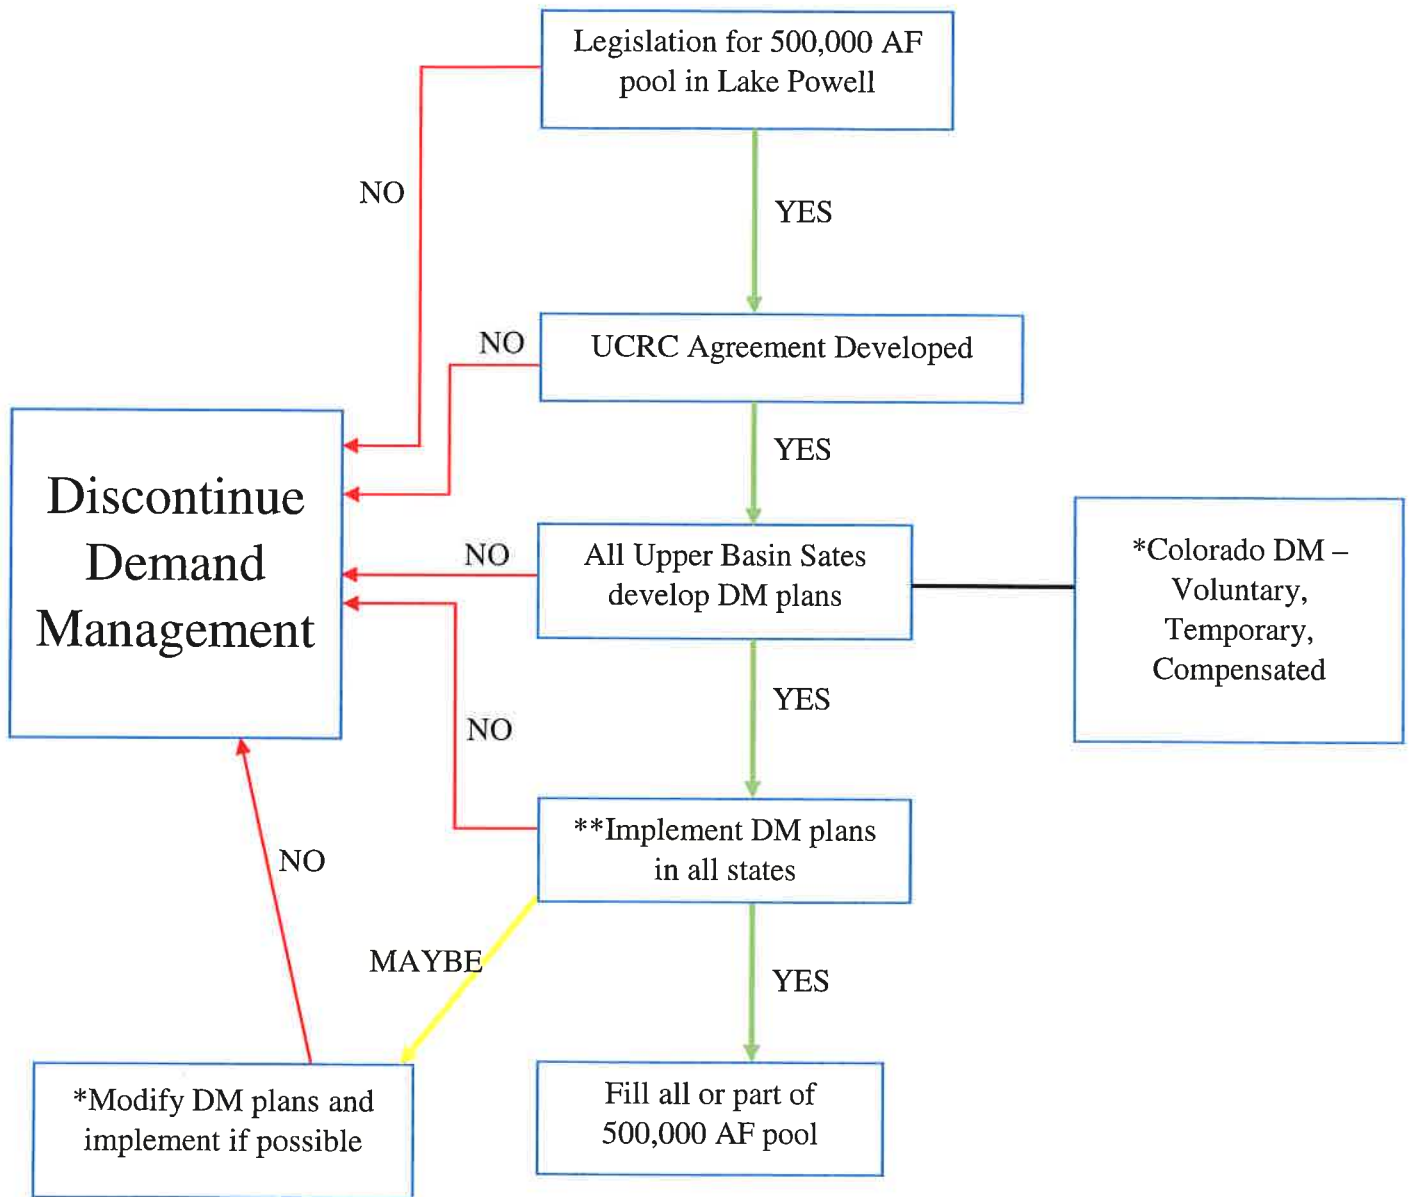 Legislation for 500,000 AF
pool in Lake Powell
NO
YES
NO
UCRC Agreement Developed
YES
Discontinue
Demand
Management
NO
All Upper Basin Sates
develop DM plans
*Colorado DM –
Voluntary,
Temporary,
Compensated
YES
NO
**Implement DM plans
in all states
NO
MAYBE
YES
*Modify DM plans and
implement if possible
Fill all or part of
500,000 AF pool